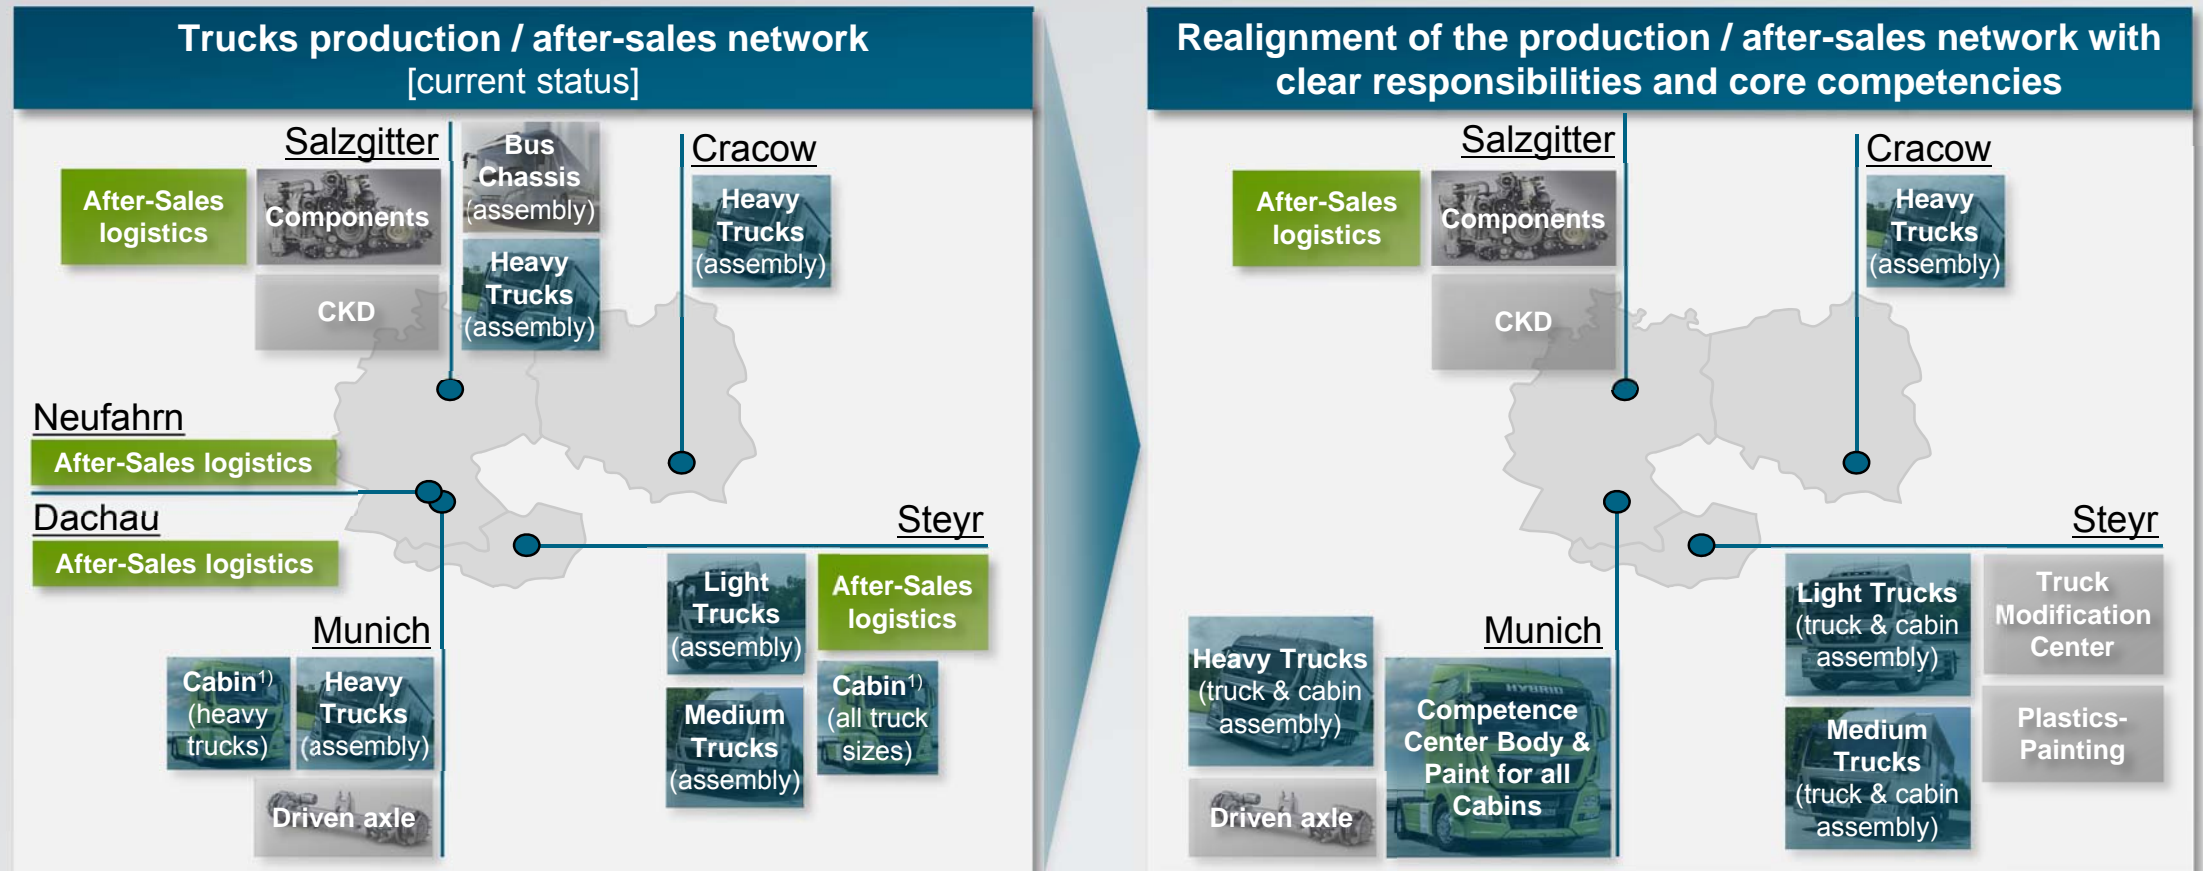 Trucks production / after-sales network
[current status]
Salzgitter
After-Sales
logistics
Components
CKD
Bus
Chassis
(assembly)
Heavy
Trucks
(assembly)
Cracow
Heavy
Trucks
(assembly)
Neufahrn
After-Sales logistics
Dachau
After-Sales logistics
Munich
Cabin1)
(heavy
trucks)
Heavy
Trucks
(assembly)
Driven axle
Steyr
Light
Trucks
(assembly)
After-Sales
logistics
Medium
Trucks
(assembly)
Cabin1)
(all truck
sizes)
Realignment of the production / after-sales network with
clear responsibilities and core competencies
Salzgitter
After-Sales
logistics
Components
CKD
Cracow
Heavy
Trucks
(assembly)
Munich
Heavy Trucks
(truck & cabin
assembly)
Driven axle
HYBRID
Competence
Center Body &
Paint for all
Cabins
Steyr
Light Trucks
(truck & cabin
assembly)
Truck
Modification
Center
Medium
Trucks
(truck & cabin
assembly)
Plastics-
Painting